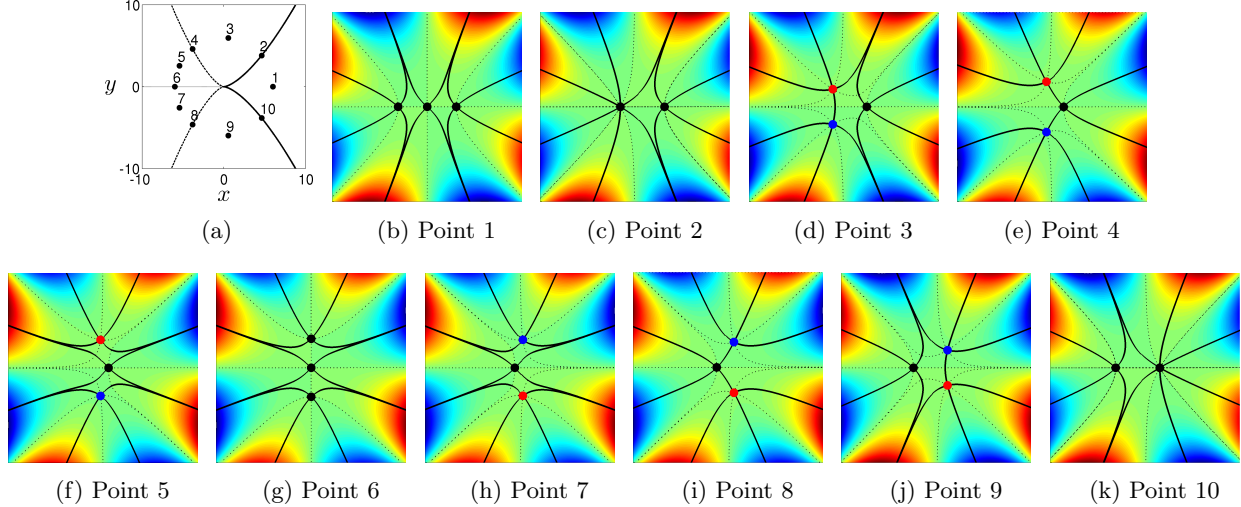 10
4
3
2
5
y
0
6
1
7
8
9
10
-10
-10
0
10
x
(a)
(b) Point 1
(c) Point 2
(d) Point 3
(e) Point 4
(f) Point 5
(g) Point 6
(h) Point 7
(i) Point 8
(j) Point 9
(k) Point 10